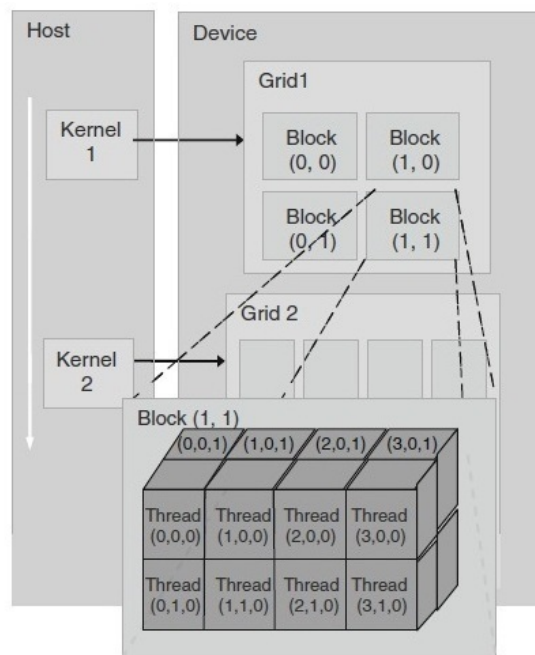 Host
Device
Grid1
Kernel
1
Block
(0, 0)
Block
(1, 0)
Block
(0, 1)
Block
(1, 1)
Grid 2
Kernel
2
Block (1, 1)
(0,0,1) (1,0,1) (2,0,1) (3,0,1)
Thread
(0,0,0)
Thread
(1,0,0)
Thread
(2,0,0)
Thread
(3,0,0)
Thread
(0,1,0)
Thread
(1,1,0)
Thread
(2,1,0)
Thread
(3,1,0)